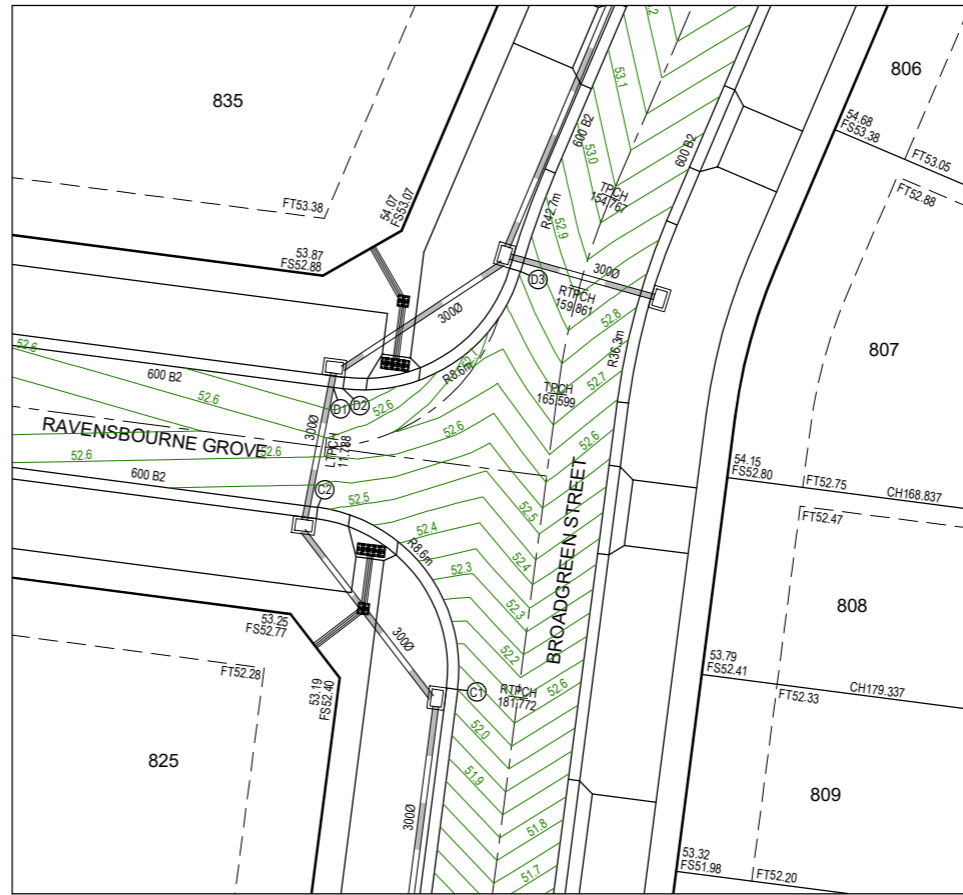 52.2
806
835
53.1
600 B2
54.68
FS53.38
53.0
600 B2
FT53.05
TPCH
154.767
FT52.88
FT53.38
54.07
FS53.07
R42.7m
52.9
53.87
FS52.88
D3
300Ø
RTPCH
159.861
300Ø
52.8
R36.3m
807
52.6
600 B2
R8.6m
52.7
52.6
TPCH
165.599
D1
D2
52.6
52.6
52.6
RAVENSBOURNE GROVE
300Ø
LTPCH
11.788
52.6
52.6
54.15
FS52.80
FT52.75
CH168.837
600 B2
C2
52.5
52.5
FT52.47
52.4
R8.6m
52.4
52.3
BROADGREEN STREET
808
52.3
53.25
FS52.77
300Ø
52.2
53.79
FS52.41
FT52.28
53.19
FS52.40
C1
RTPCH
181.772
52.6
FT52.33
CH179.337
52.0
825
51.9
809
300Ø
51.8
53.32
FS51.98
FT52.20
51.7